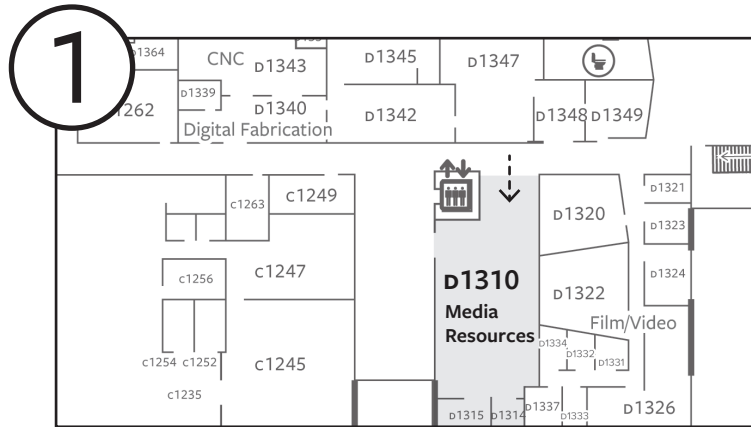 1
D1364
CNC
D1343
D1345
D1347
D1339
1262
D1340
D1342
D1348
D1349
Digital Fabrication
C1263
C1249
D1320
D1321
D1323
C1256
C1247
D1310
Media
Resources
D1322
D1324
Film/Video
C1254
C1252
C1245
D1334
D1332
D1331
C1235
D1315
D1314
D1337
D1333
D1326